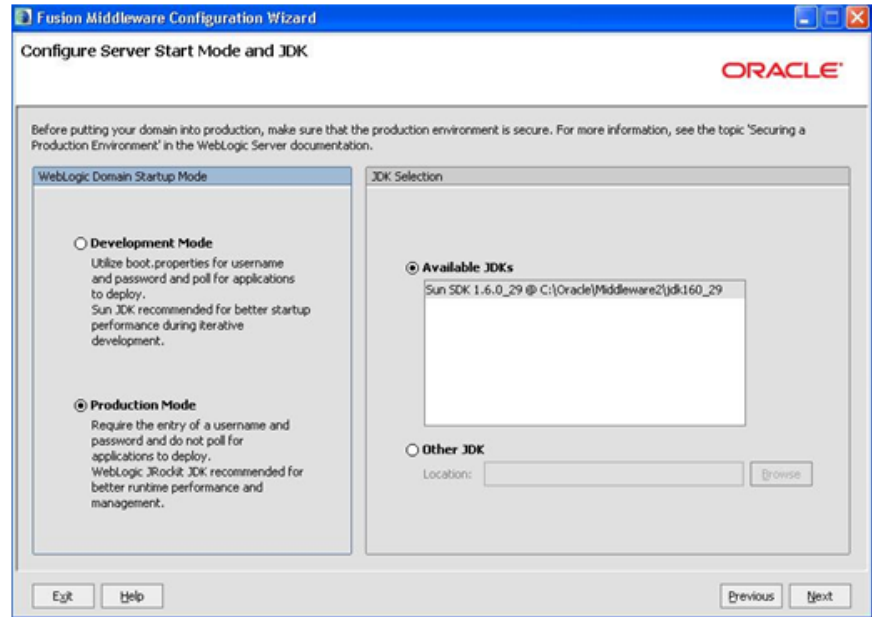 Fusion Middleware Configuration Wizard
Configure Server Start Mode and JDK
ORACLE
Before putting your domain into production, make sure that the production environment is secure. For more information, see the topic 'Securing a
Production Environment' in the WebLogic Server documentation.
WebLogic Domain Startup Mode
Development Mode
Utilize boot.properties for username
and password and poll for applications
to deploy.
Sun JDK recommended for better startup
performance during iterative
development.
Production Mode
Require the entry of a username and
password and do not poll for
applications to deploy.
WebLogic JRockit JDK recommended for
better runtime performance and
management.
JDK Selection
Available JDKs
Sun SDK 1.6.0_29 @ C:\Oracle\Middleware2\jdk160_29
Other JDK
Location:
Browse
Exit
Help
Previous
Next